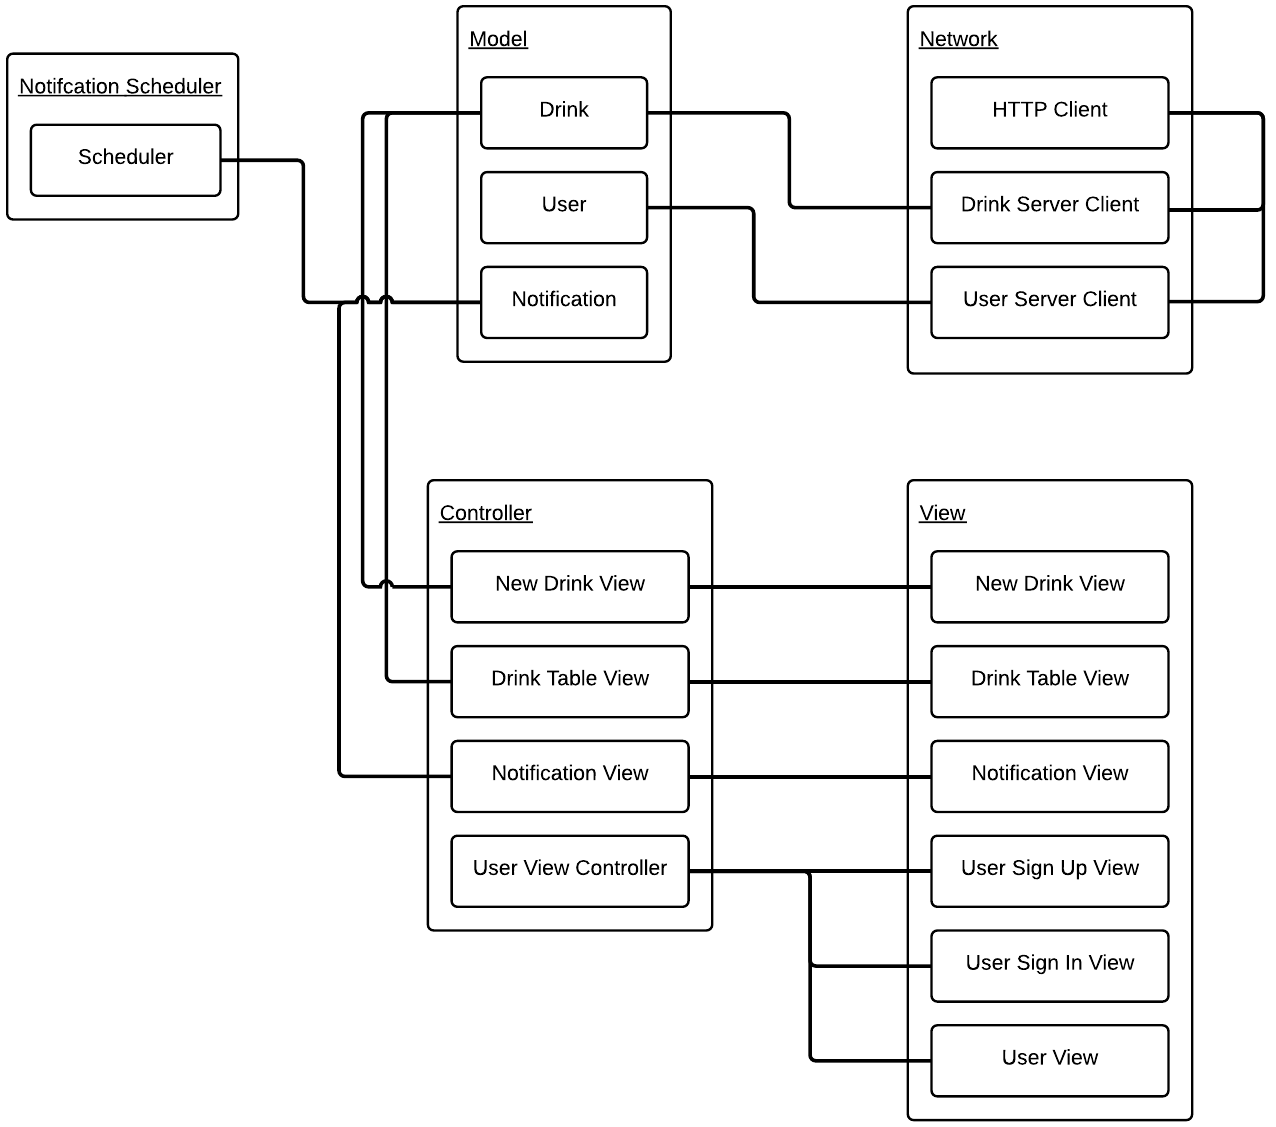 Notifcation Scheduler
Scheduler
Model
Drink
User
Notification
Network
HTTP Client
Drink Server Client
User Server Client
Controller
New Drink View
Drink Table View
Notification View
User View Controller
View
New Drink View
Drink Table View
Notification View
User Sign Up View
User Sign In View
User View